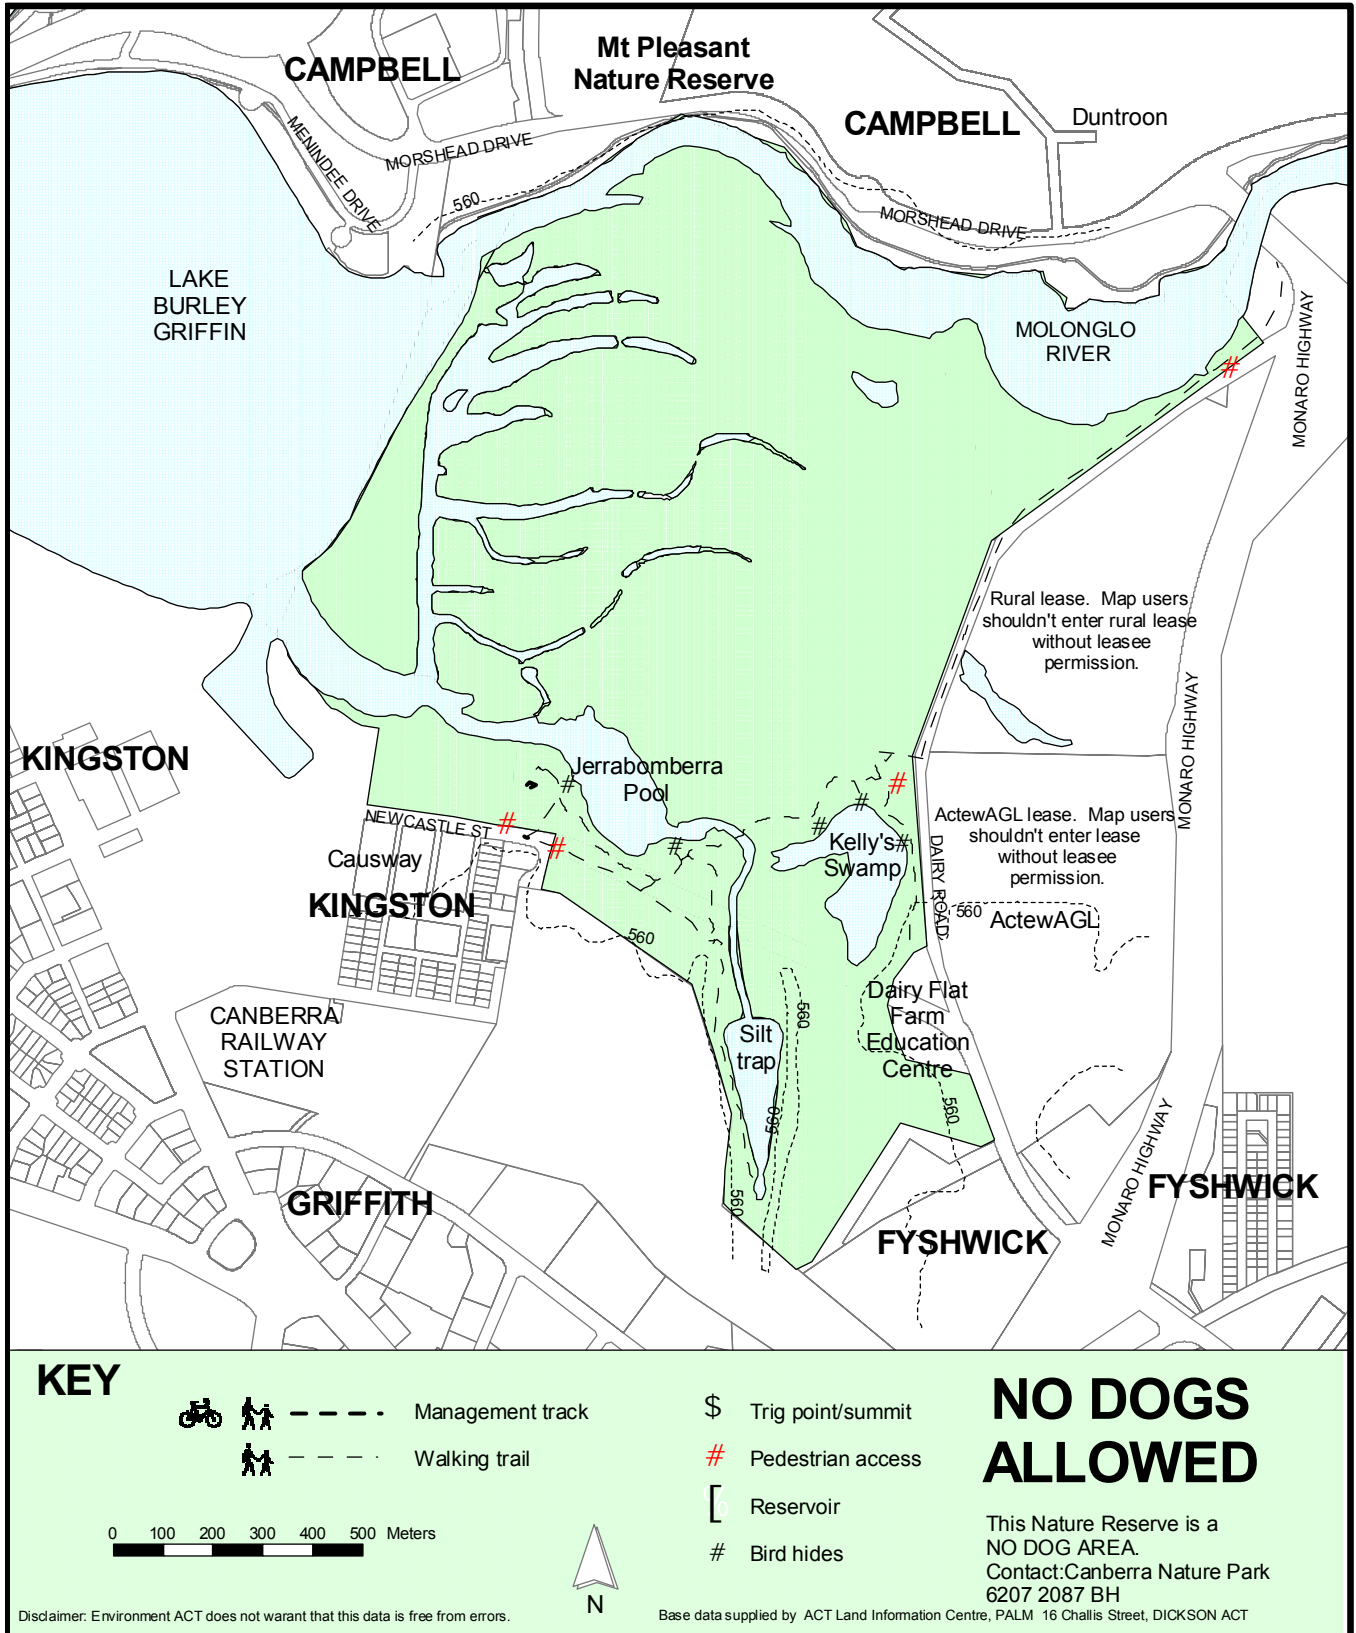 CAMPBELL
Mt Pleasant
Nature Reserve
CAMPBELL
Duntroon
MENINDEE DRIVE
MORSHEAD DRIVE
560
MORSHEAD DRIVE
LAKE
BURLEY
GRIFFIN
MOLONGLO
RIVER
#
MONARO HIGHWAY
Rural lease. Map users
shouldn't enter rural lease
without leasee
permission.
MONARO HIGHWAY
KINGSTON
Jerrabomberra
Pool
#
#
#
ActewAGL lease. Map users
shouldn't enter lease
without leasee
permission.
NEWCASTLE ST
#
#
#
#
Kelly's
Swamp
#
DAIRY ROAD
Causway
KINGSTON
560
ActewAGL
560
CANBERRA
RAILWAY
STATION
Silt
trap
560
Dairy Flat
Farm
Education
Centre
560
560
560
MONARO HIGHWAY
GRIFFITH
FYSHWICK
FYSHWICK
KEY
Management track
Walking trail
0 100 200 300 400 500 Meters
N
$ Trig point/summit
# Pedestrian access
[ Reservoir
# Bird hides
NO DOGS
ALLOWED
This Nature Reserve is a
NO DOG AREA.
Contact:Canberra Nature Park
6207 2087 BH
Disclaimer: Environment ACT does not warant that this data is free from errors.
Base data supplied by ACT Land Information Centre, PALM 16 Challis Street, DICKSON ACT